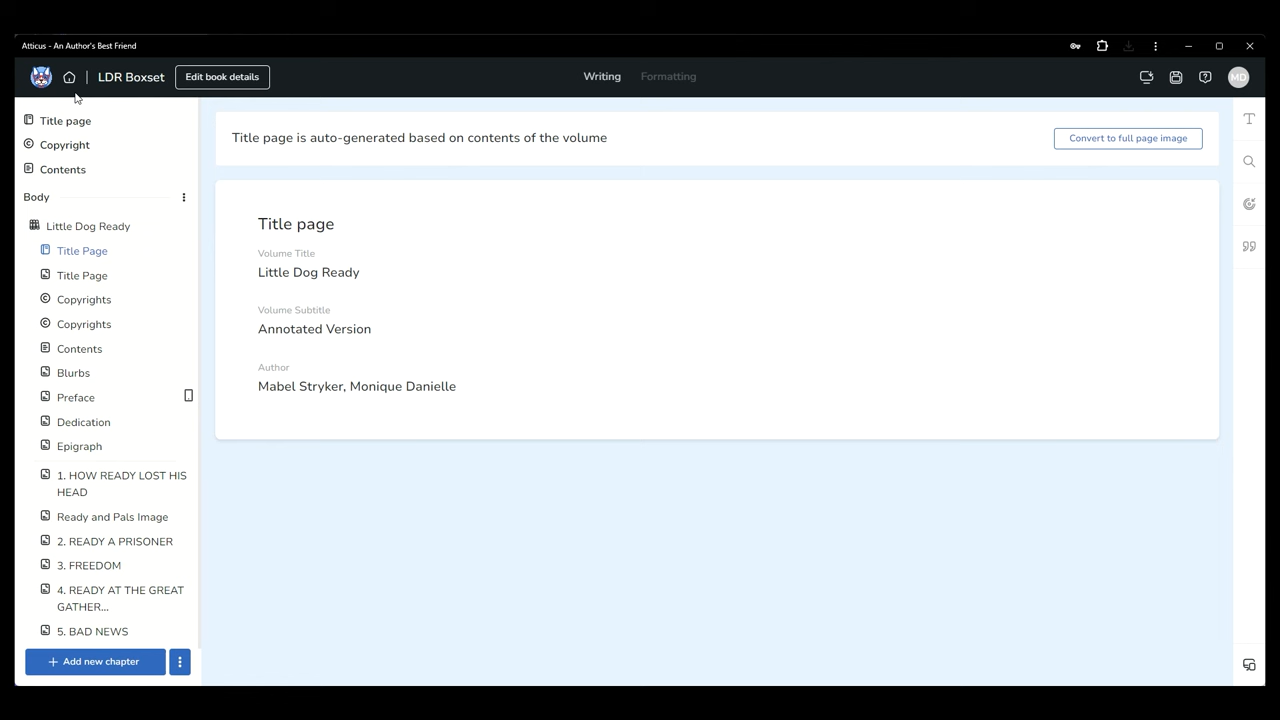 Atticus - An Author's Best Friend
LDR Boxset
Edit book details
Writing
Formatting
MD
Title page
Copyright
Contents
Body
Little Dog Ready
Title Page
Title Page
Copyrights
Copyrights
Contents
Blurbs
Preface
Dedication
Epigraph
1. HOW READY LOST HIS
HEAD
Ready and Pals Image
2. READY A PRISONER
3. FREEDOM
4. READY AT THE GREAT
GATHER...
5. BAD NEWS
+ Add new chapter
Title page is auto-generated based on contents of the volume
Convert to full page image
Title page
Volume Title
Little Dog Ready
Volume Subtitle
Annotated Version
Author
Mabel Stryker, Monique Danielle